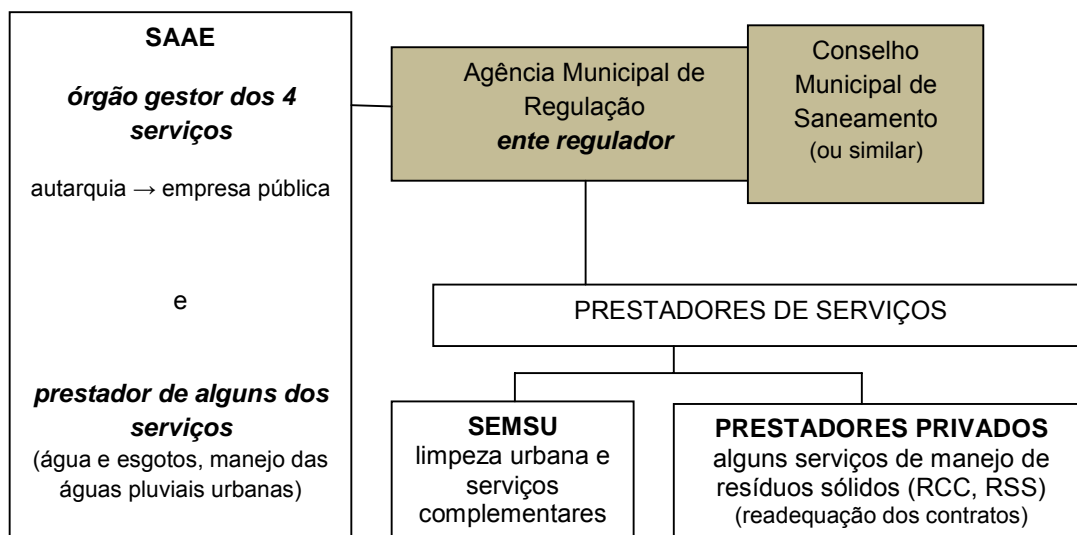 SAAE
órgão gestor dos 4
serviços
autarquia → empresa pública
e
prestador de alguns dos
serviços
(água e esgotos, manejo das
águas pluviais urbanas)
Agência Municipal de
Regulação
ente regulador
Conselho
Municipal de
Saneamento
(ou similar)
PRESTADORES DE SERVIÇOS
SEMSU
limpeza urbana e
serviços
complementares
PRESTADORES PRIVADOS
alguns serviços de manejo de
resíduos sólidos (RCC, RSS)
(readequação dos contratos)